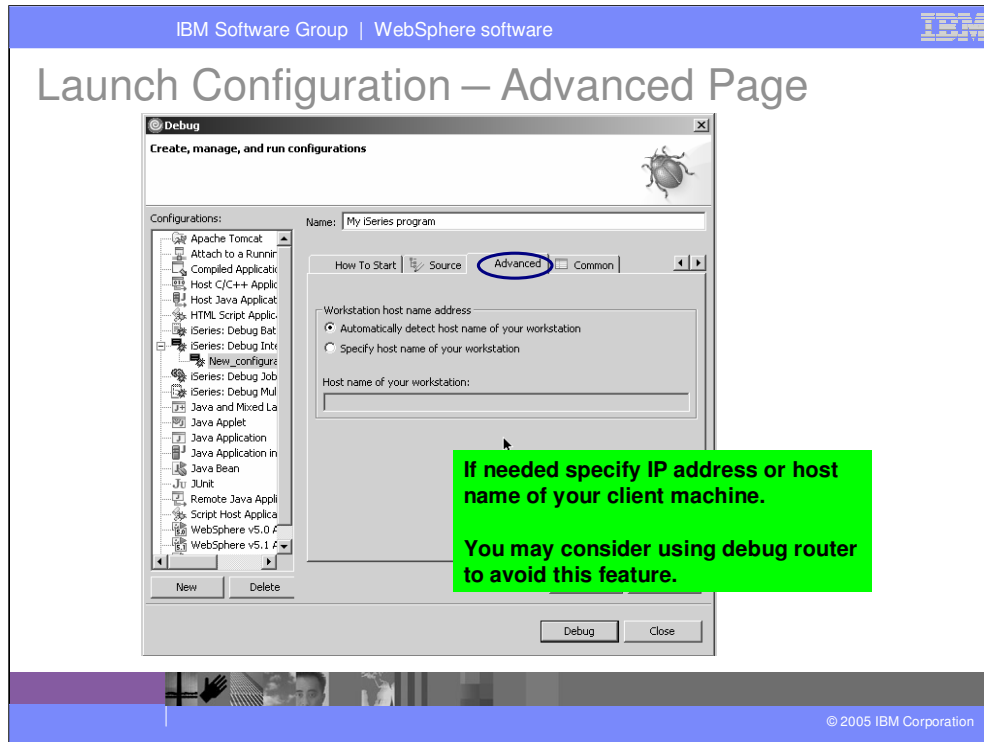 IBM Software Group | WebSphere software
IBM
Launch Configuration – Advanced Page
Debug
Create, manage, and run configurations
Configurations:
Apache Tomcat
Attach to a Runnin
Compiled Applicatic
Host C/C++ Applic
Host Java Applicat
HTML Script Applic
iSeries: Debug Bat
iSeries: Debug Inte
New_configura
iSeries: Debug Job
iSeries: Debug Mul
Java and Mixed La
Java Applet
Java Application
Java Application in
Java Bean
Ju JUnit
Remote Java Appli
Script Host Applica
WebSphere v5.0 A
WebSphere v5.1 A
New
Delete
Name: My iSeries program
How To Start
Source
Advanced
Common
Workstation host name address
Automatically detect host name of your workstation
Specify host name of your workstation
Host name of your workstation:
If needed specify IP address or host
name of your client machine.
You may consider using debug router
to avoid this feature.
Debug
Close
© 2005 IBM Corporation